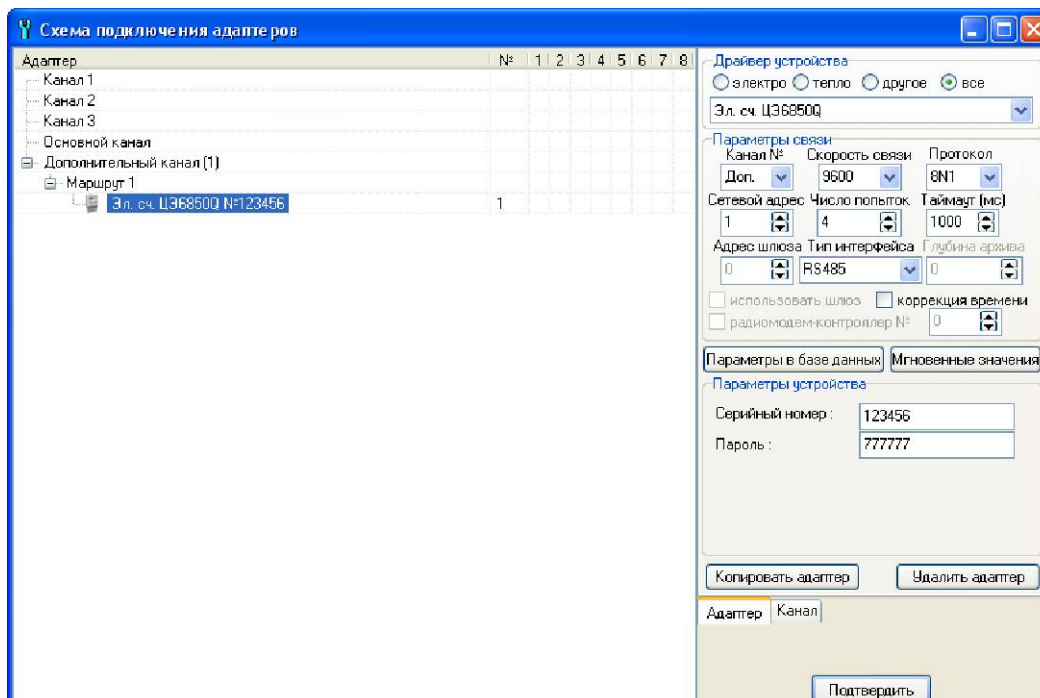 Схема подключения адаптеров
Адаптер № 1 2 3 4 5 6 7 8
Канал 1
Канал 2
Канал 3
Основной канал
Дополнительный канал (1)
Маршрут 1
Эл. сч. ЦЭ6850Q №123456 1
Драйвер устройства
электро тепло другое все
Эл. сч. ЦЭ6850Q
Параметры связи
Канал № Скорость связи Протокол
Доп. 9600 8N1
Сетевой адрес Число попыток Таймаут (мс)
1 4 1000
Адрес шлюза Тип интерфейса Глубина архива
0 RS485 0
использовать шлюз коррекция времени
радиомодем-контроллер № 0
Параметры в базе данных Мгновенные значения
Параметры устройства
Серийный номер : 123456
Пароль : 777777
Копировать адаптер Удалить адаптер
Адаптер Канал
Подтвердить